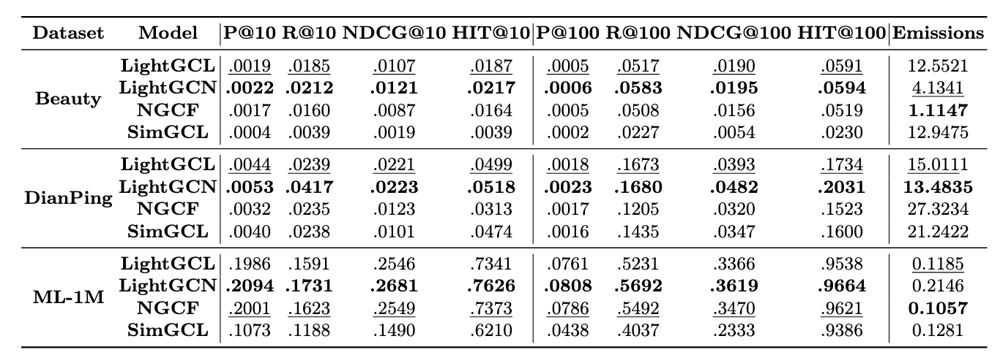 Dataset Model P@10 R@10 NDCG@10 HIT@10 P@100 R@100 NDCG@100 HIT@100 Emissions
LightGCL .0019 .0185 .0107 .0187 .0005 .0517 .0190 .0591 12.5521
LightGCN .0022 .0212 .0121 .0217 .0006 .0583 .0195 .0594 4.1341
Beauty
NGCF .0017 .0160 .0087 .0164 .0005 .0508 .0156 .0519 1.1147
SimGCL .0004 .0039 .0019 .0039 .0002 .0227 .0054 .0230 12.9475
LightGCL .0044 .0239 .0221 .0499 .0018 .1673 .0393 .1734 15.0111
LightGCN .0053 .0417 .0223 .0518 .0023 .1680 .0482 .2031 13.4835
DianPing
NGCF .0032 .0235 .0123 .0313 .0017 .1205 .0320 .1523 27.3234
SimGCL .0040 .0238 .0101 .0474 .0016 .1435 .0347 .1600 21.2422
LightGCL .1986 .1591 .2546 .7341 .0761 .5231 .3366 .9538 0.1185
LightGCN .2094 .1731 .2681 .7626 .0808 .5692 .3619 .9664 0.2146
ML-1M
NGCF .2001 .1623 .2549 .7373 .0786 .5492 .3470 .9621 0.1057
SimGCL .1073 .1188 .1490 .6210 .0438 .4037 .2333 .9386 0.1281